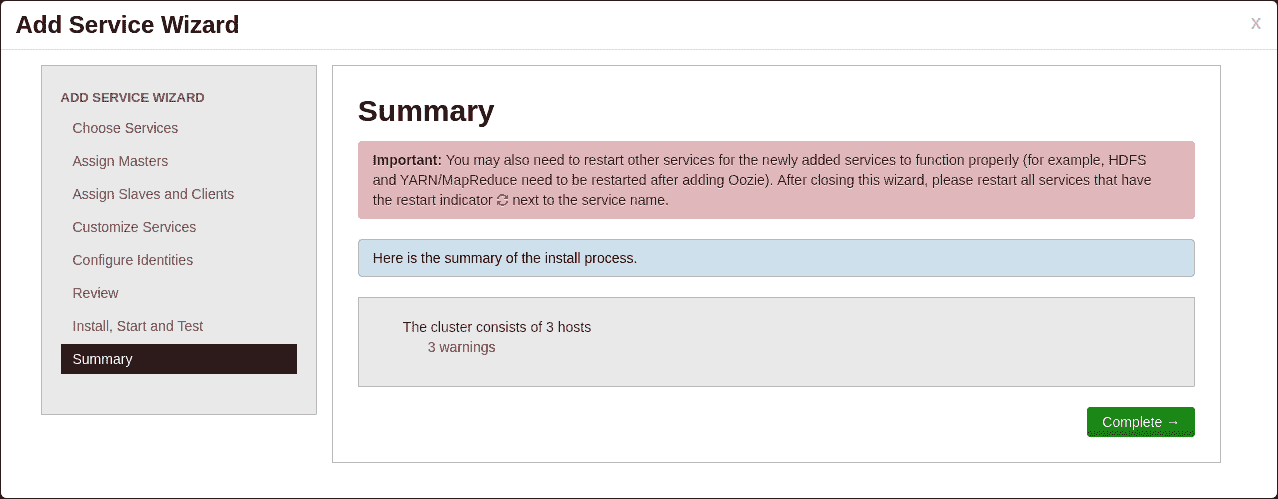 Add Service Wizard
X
ADD SERVICE WIZARD
Choose Services
Assign Masters
Assign Slaves and Clients
Customize Services
Configure Identities
Review
Install, Start and Test
Summary
Summary
Important: You may also need to restart other services for the newly added services to function properly (for example, HDFS
and YARN/MapReduce need to be restarted after adding Oozie). After closing this wizard, please restart all services that have
the restart indicator next to the service name.
Here is the summary of the install process.
The cluster consists of 3 hosts
3 warnings
Complete →